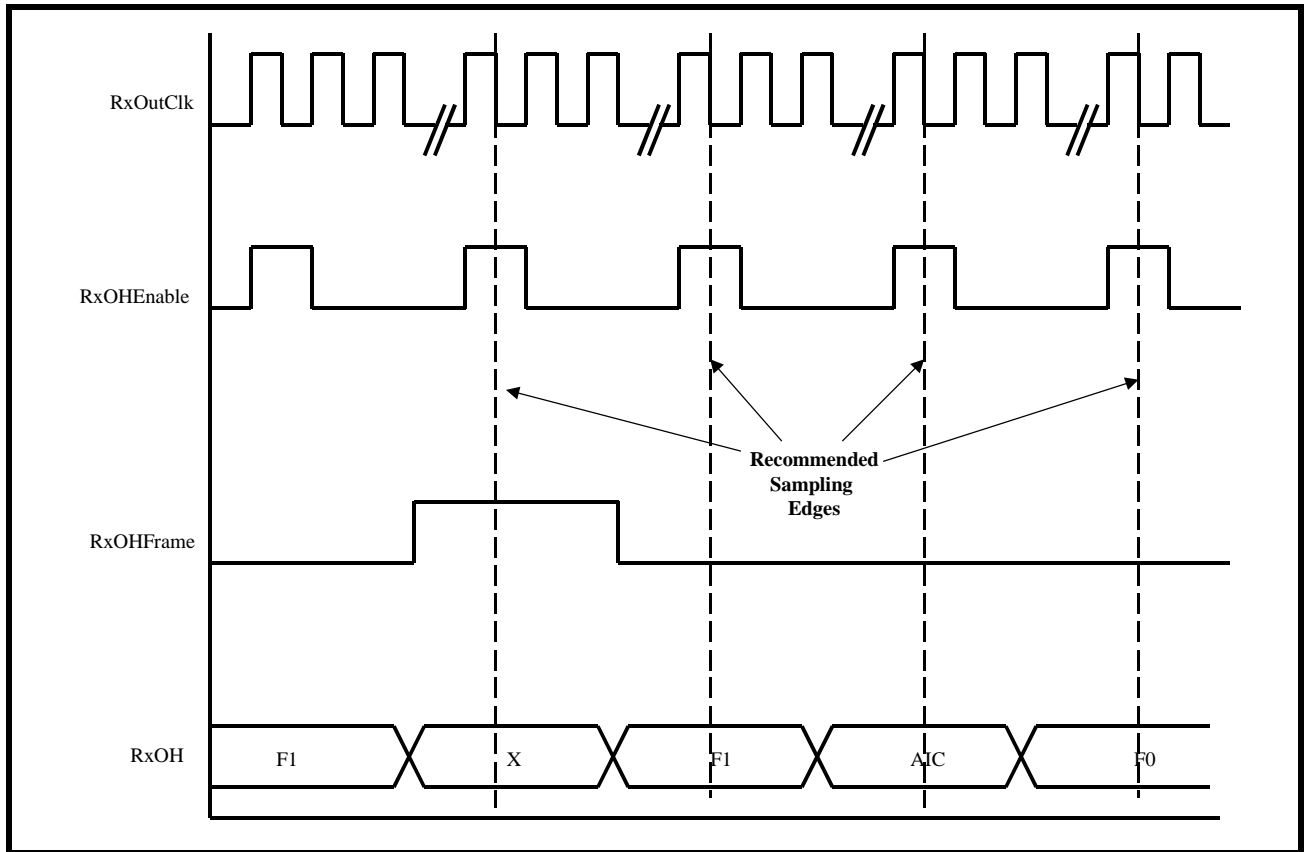 RxOutClk
RxOHEnable
Recommended
Sampling
Edges
RxOHFrame
RxOH
F1
X
F1
AIC
F0